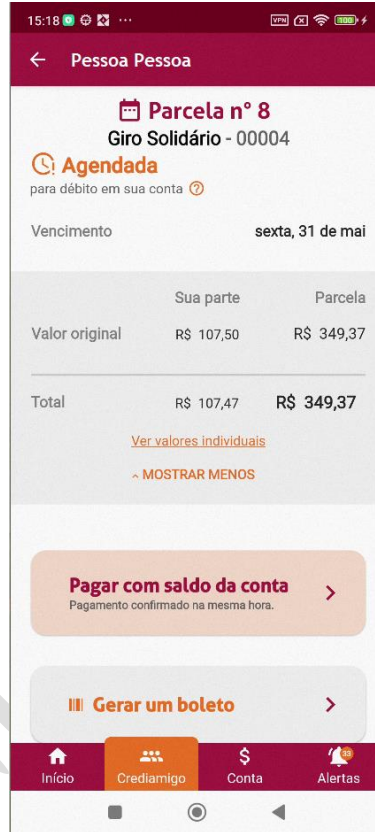 15:18 ... VPN 100
Pessoa Pessoa
Parcela n° 8
Giro Solidário - 00004
Agendada
para débito em sua conta ?
Vencimento sexta, 31 de mai
Sua parte Parcela
Valor original R$ 107,50 R$ 349,37
Total R$ 107,47 R$ 349,37
Ver valores individuais
MOSTRAR MENOS
Pagar com saldo da conta
Pagamento confirmado na mesma hora.
Gerar um boleto
Início Crediamigo $ Conta 33 Alertas